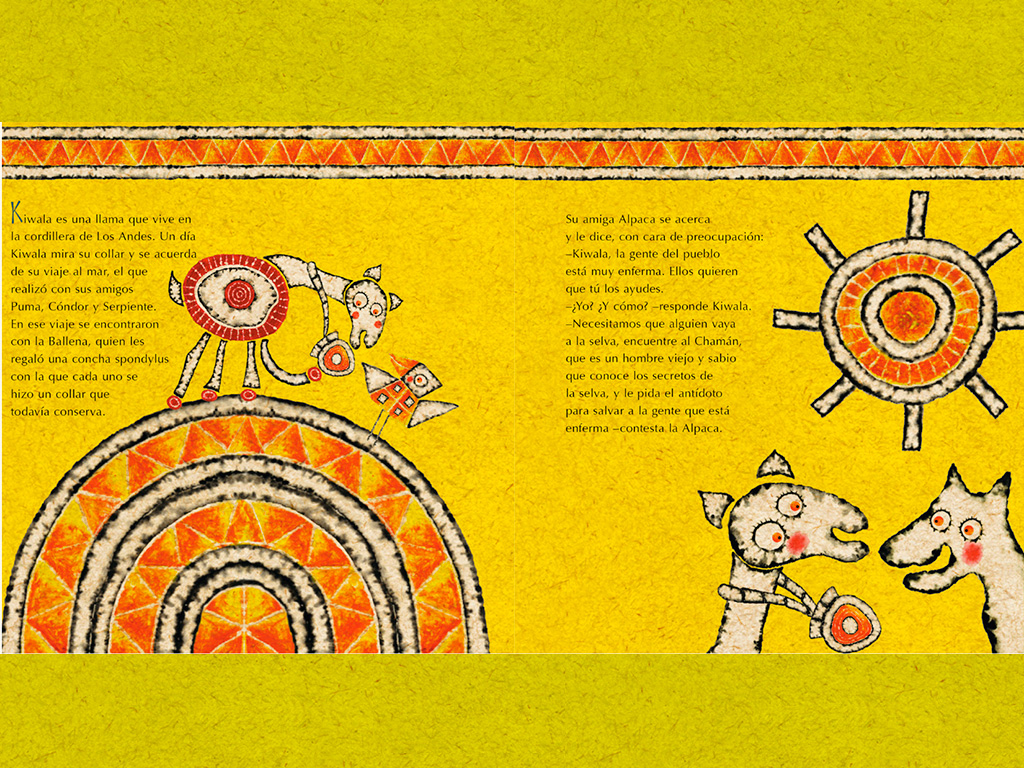 Kiwala es una llama que vive en
la cordillera de Los Andes. Un día
Kiwala mira su collar y se acuerda
de su viaje al mar, el que
realizó con sus amigos
Puma, Cóndor y Serpiente.
En ese viaje se encontraron
con la Ballena, quien les
regaló una concha spondylus
con la que cada uno se
hizo un collar que
todavía conserva.
Su amiga Alpaca se acerca
y le dice, con cara de preocupación:
–Kiwala, la gente del pueblo
está muy enferma. Ellos quieren
que tú los ayudes.
–¿Yo? ¿Y cómo? –responde Kiwala.
–Necesitamos que alguien vaya
a la selva, encuentre al Chamán,
que es un hombre viejo y sabio
que conoce los secretos de
la selva, y le pida el antídoto
para salvar a la gente que está
enferma –contesta la Alpaca.